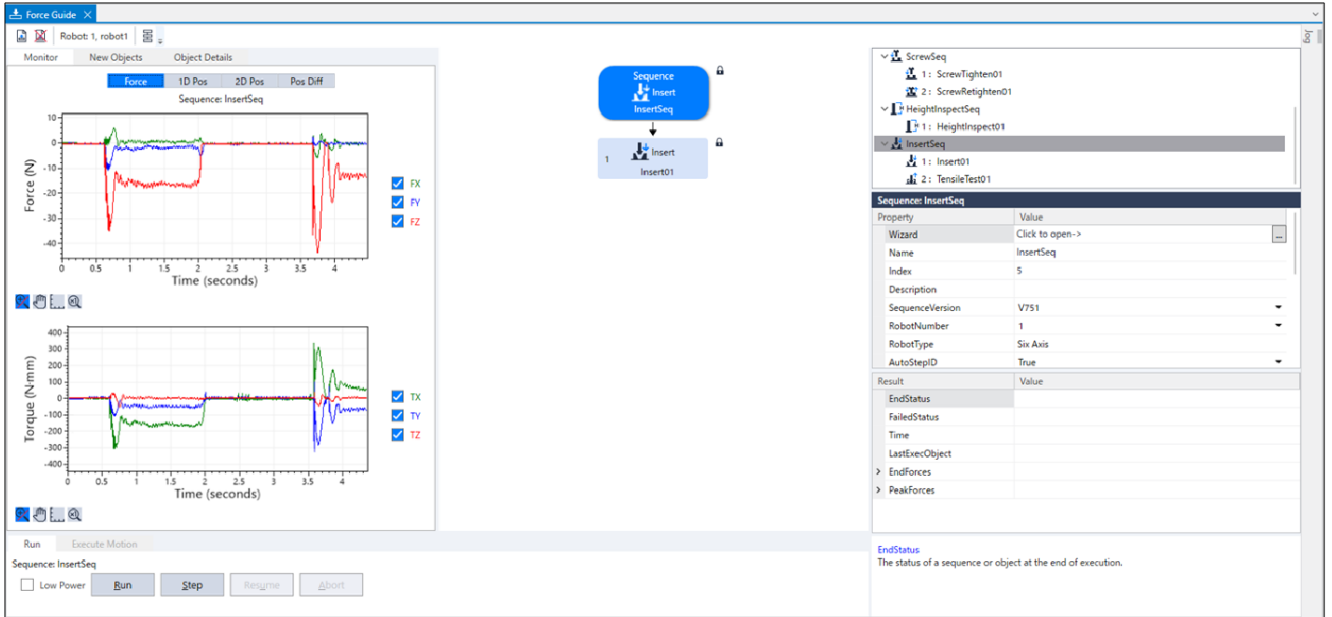 Force Guide
Robot: 1, robot1
Jog
Monitor New Objects Object Details
Force 1D Pos 2D Pos Pos Diff
Sequence: InsertSeq
Force (N)
10
0
-10
-20
-30
-40
0 0.5 1 1.5 2 2.5 3 3.5 4
Time (seconds)
FX
FY
FZ
Torque (N·mm)
400
300
200
100
0
-100
-200
-300
-400
0 0.5 1 1.5 2 2.5 3 3.5 4
Time (seconds)
TX
TY
TZ
Run Execute Motion
Sequence: InsertSeq
Low Power Run Step Resume Abort
Sequence
Insert
InsertSeq
1 Insert
Insert01
ScrewSeq
1 : ScrewTighten01
2 : ScrewRetighten01
HeightInspectSeq
1 : HeightInspect01
InsertSeq
1 : Insert01
2 : TensileTest01
Sequence: InsertSeq
Property Value
Wizard Click to open-> ...
Name InsertSeq
Index 5
Description
SequenceVersion V751
RobotNumber 1
RobotType Six Axis
AutoStepID True
Result Value
EndStatus
FailedStatus
Time
LastExecObject
EndForces
PeakForces
EndStatus
The status of a sequence or object at the end of execution.